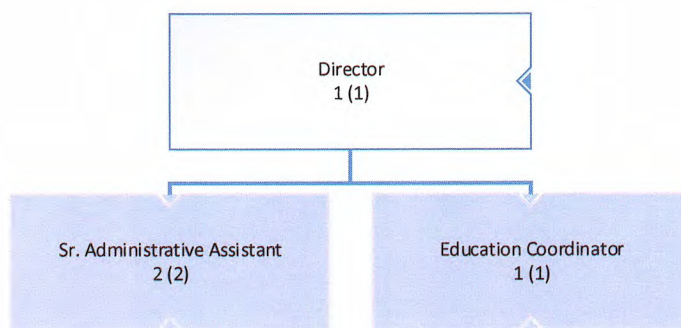 Director
1 (1)
Sr. Administrative Assistant
2 (2)
Education Coordinator
1 (1)